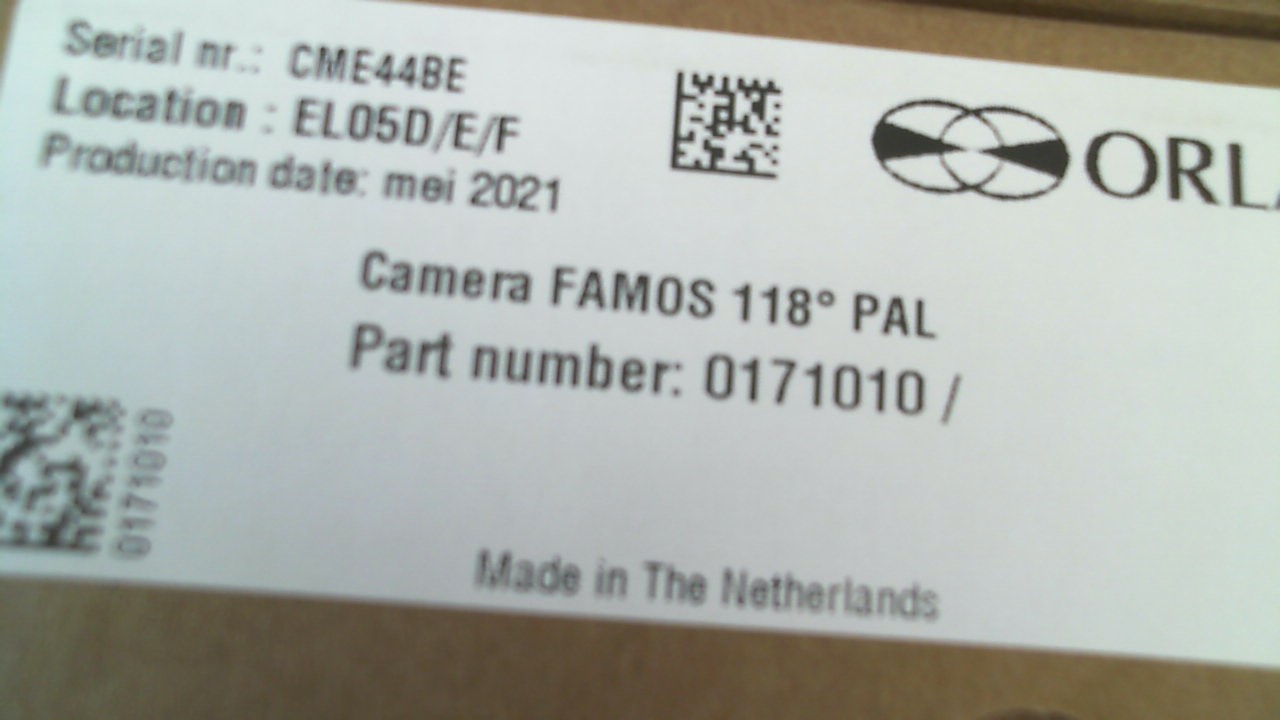 Serial nr.: CME44BE
Location : EL05D/E/F
Production date: mei 2021
ORL
Camera FAMOS 118° PAL
Part number: 0171010 /
0171010
Made in The Netherlands